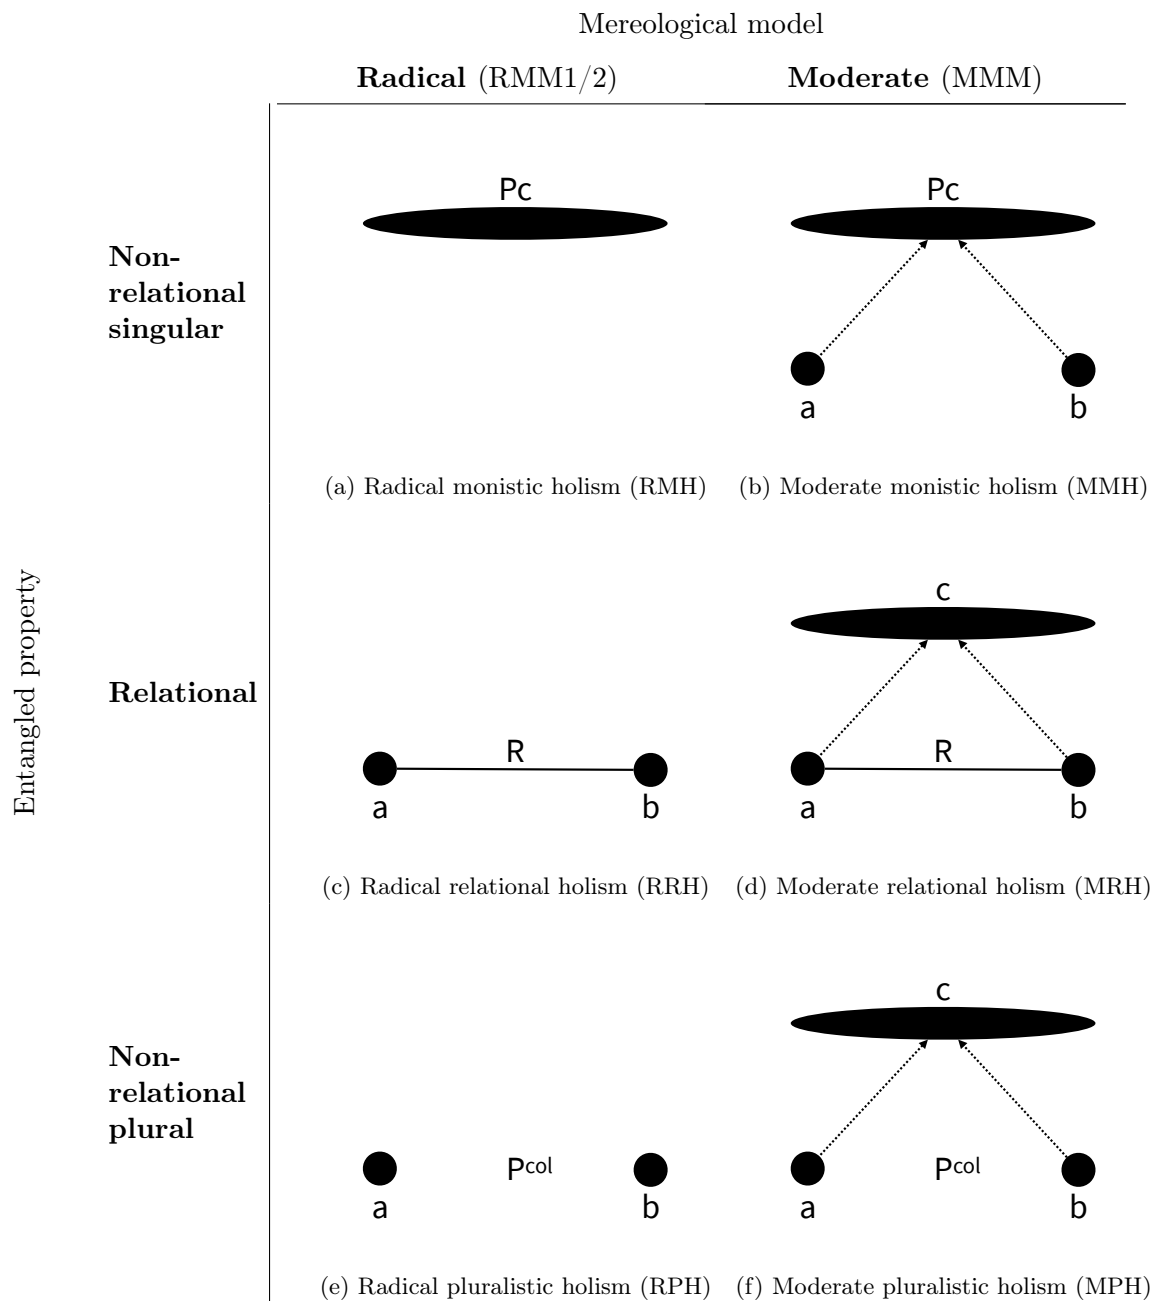 Mereological model
Radical (RMM1/2) Moderate (MMM)
Pc Pc
Non-
relational
singular
a b
(a) Radical monistic holism (RMH) (b) Moderate monistic holism (MMH)
Entangled property
c
Relational
R R
a b a b
(c) Radical relational holism (RRH) (d) Moderate relational holism (MRH)
c
Non-
relational
plural
Pcol Pcol
a b a b
(e) Radical pluralistic holism (RPH) (f) Moderate pluralistic holism (MPH)